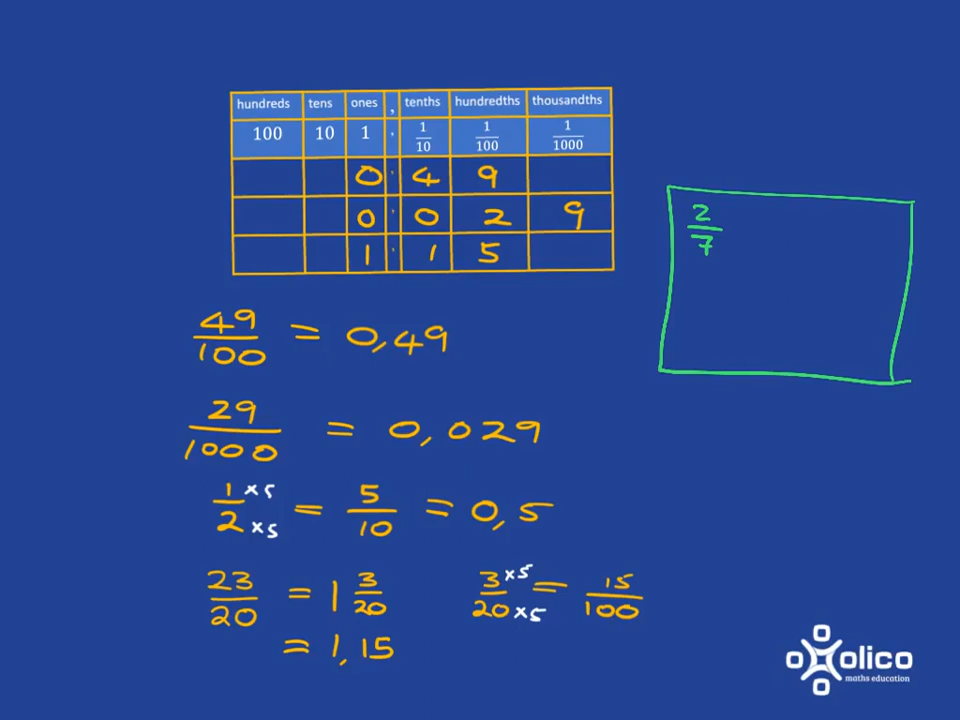 hundreds tens ones , tenths hundredths thousandths
100 10 1 . 1/10 1/100 1/1000
0 . 4 9
0 . 0 2 9
1 . 1 5
2/7
49/100 = 0,49
29/1000 = 0,029
1/2 ×5 ×5 = 5/10 = 0,5
23/20 = 1 3/20 3/20 ×5 ×5 = 15/100
= 1,15
olico
maths education